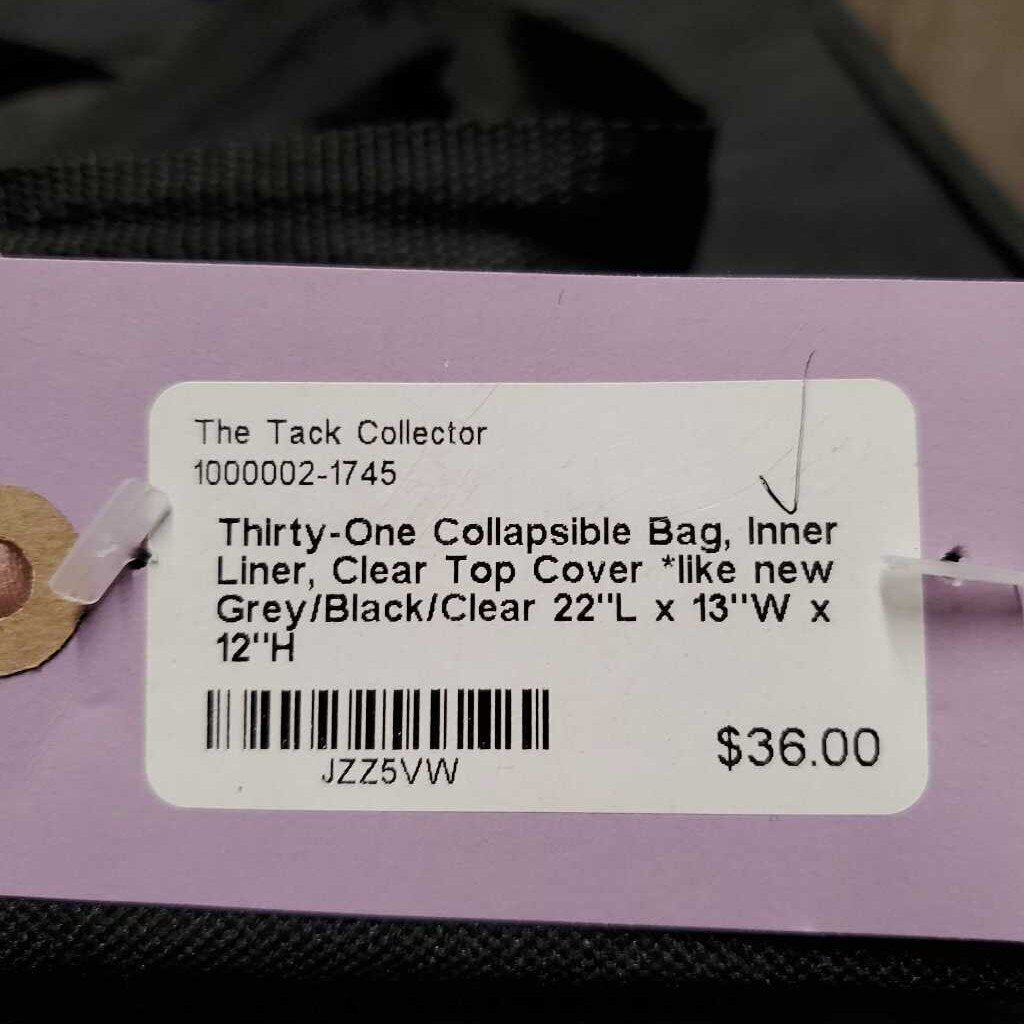 The Tack Collector
1000002-1745
Thirty-One Collapsible Bag, Inner
Liner, Clear Top Cover *like new
Grey/Black/Clear 22"L x 13"W x
12"H
JZZ5VW
$36.00